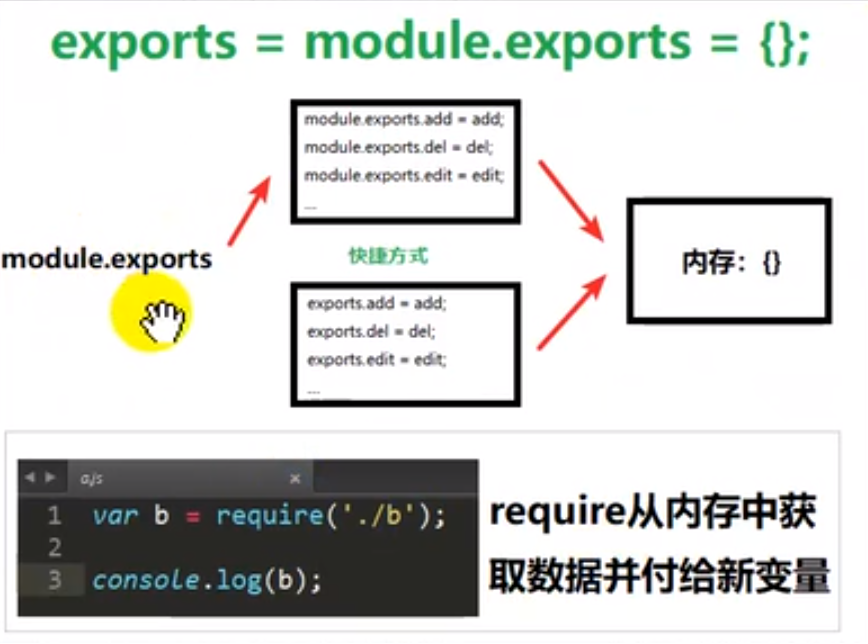 exports = module.exports = {};
module.exports.add = add;
module.exports.del = del;
module.exports.edit = edit;
...
module.exports
快捷方式
内存：{}
exports.add = add;
exports.del = del;
exports.edit = edit;
...
a.js
1 var b = require('./b');
2
3 console.log(b);
require从内存中获
取数据并付给新变量